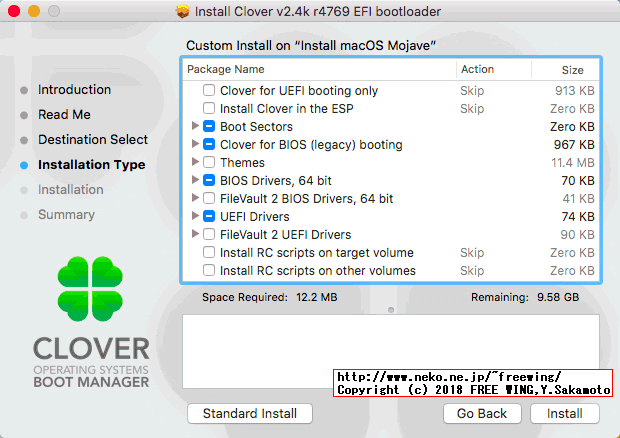 Install Clover v2.4k r4769 EFI bootloader
Custom Install on “Install macOS Mojave”
Introduction
Read Me
Destination Select
Installation Type
Installation
Summary
Package Name Action Size
Clover for UEFI booting only Skip 913 KB
Install Clover in the ESP Skip Zero KB
Boot Sectors Zero KB
Clover for BIOS (legacy) booting 967 KB
Themes 11.4 MB
BIOS Drivers, 64 bit 70 KB
FileVault 2 BIOS Drivers, 64 bit 41 KB
UEFI Drivers 74 KB
FileVault 2 UEFI Drivers 90 KB
Install RC scripts on target volume Skip Zero KB
Install RC scripts on other volumes Skip Zero KB
Space Required: 12.2 MB Remaining: 9.58 GB
CLOVER
OPERATING SYSTEMS
BOOT MANAGER
http://www.neko.ne.jp/~freewing/
Copyright (c) 2018 FREE WING,Y.Sakamoto
Standard Install Go Back Install